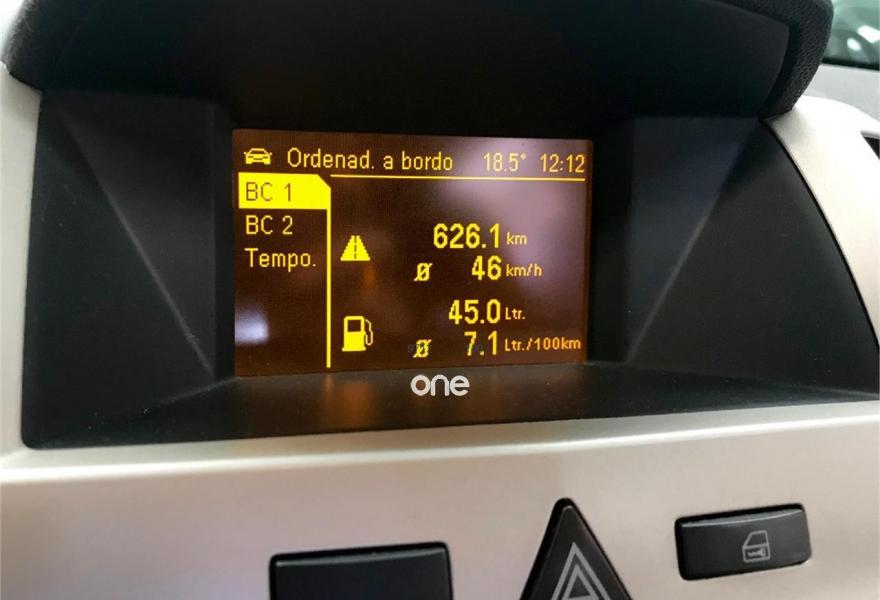 Ordenad. a bordo 18.5° 12:12
BC 1
BC 2
Tempo.
626.1 km
Ø 46 km/h
45.0 Ltr.
Ø 7.1 Ltr./100km
one